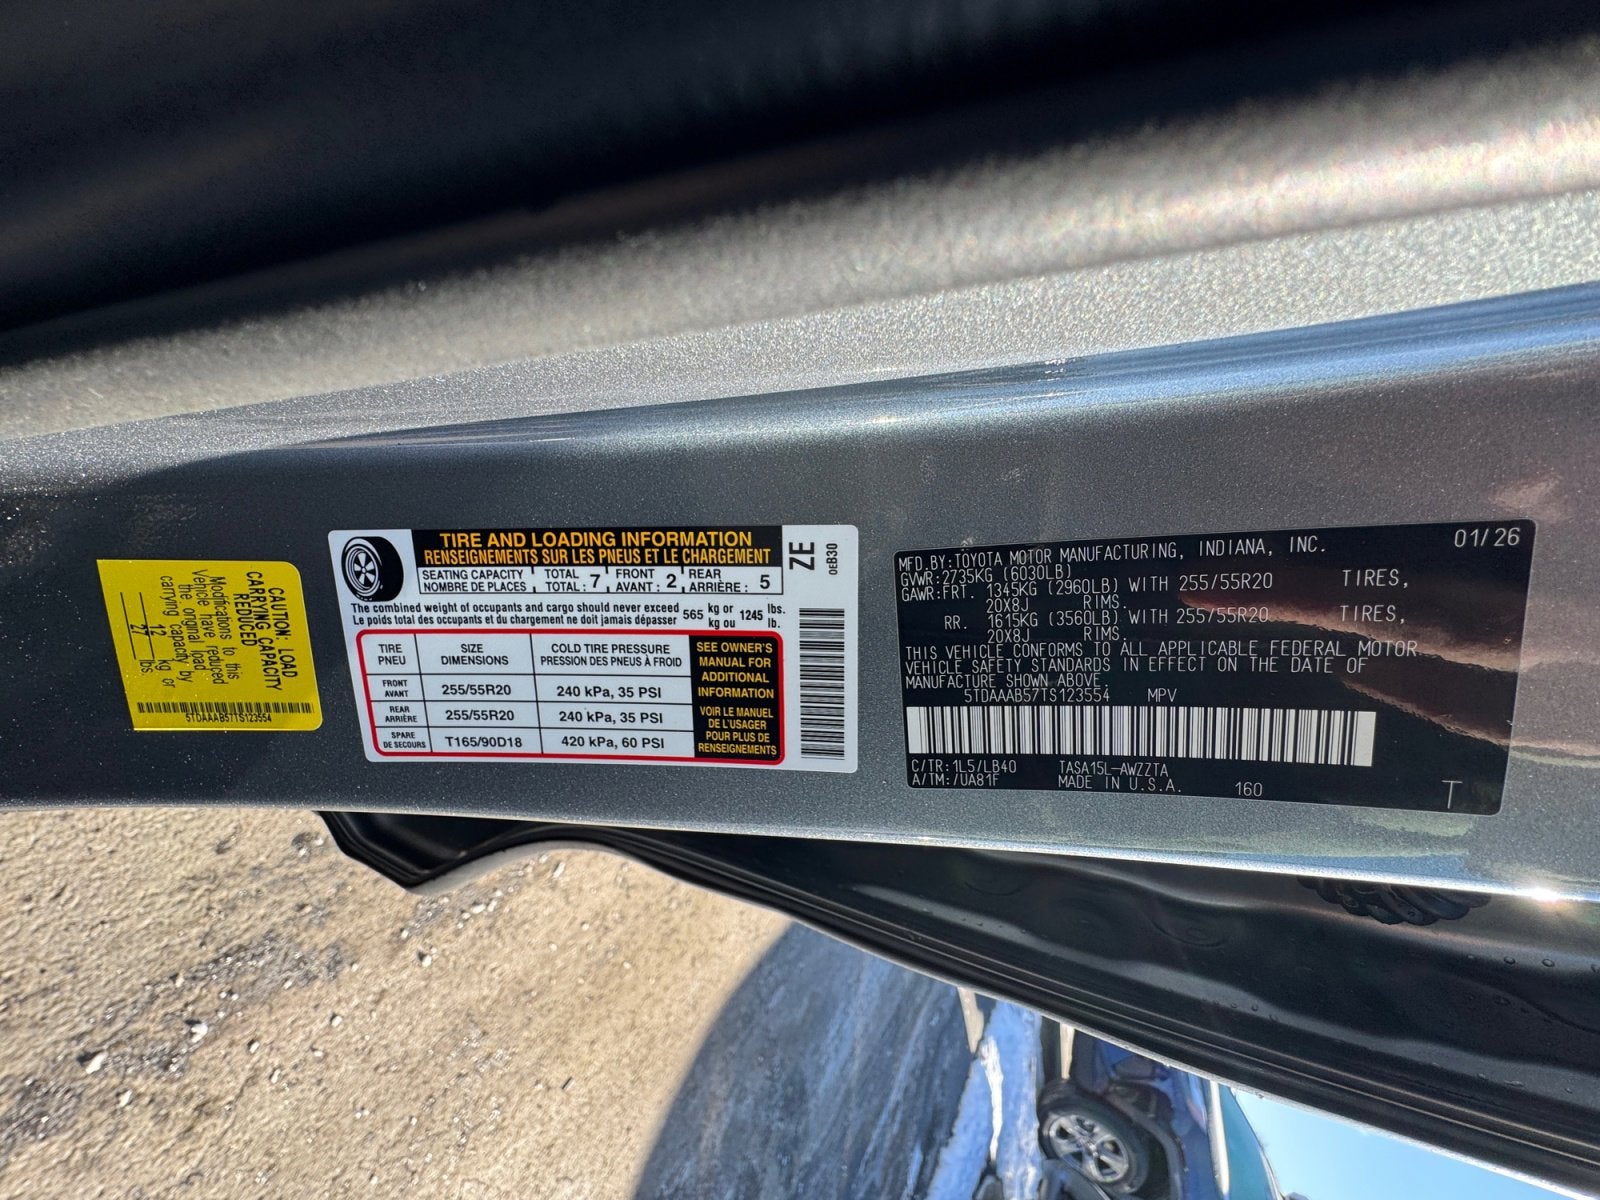 CAUTION: LOAD
CARRYING CAPACITY
REDUCED
Modifications to this
Vehicle have reduced
the original load
carrying capacity by
12 kg or
27 lbs.
5TDAAAB57TS123554
TIRE AND LOADING INFORMATION
RENSEIGNEMENTS SUR LES PNEUS ET LE CHARGEMENT
SEATING CAPACITY TOTAL 7 FRONT 2 REAR 5
NOMBRE DE PLACES TOTAL : AVANT : ARRIÈRE :
The combined weight of occupants and cargo should never exceed 565 kg or 1245 lbs.
Le poids total des occupants et du chargement ne doit jamais dépasser kg ou lb.
TIRE SIZE COLD TIRE PRESSURE
PNEU DIMENSIONS PRESSION DES PNEUS À FROID
FRONT
AVANT 255/55R20 240 kPa, 35 PSI
REAR
ARRIÈRE 255/55R20 240 kPa, 35 PSI
SPARE
DE SECOURS T165/90D18 420 kPa, 60 PSI
SEE OWNER'S
MANUAL FOR
ADDITIONAL
INFORMATION
VOIR LE MANUEL
DE L'USAGER
POUR PLUS DE
RENSEIGNEMENTS
ZE
0EB30
MFD.BY:TOYOTA MOTOR MANUFACTURING, INDIANA, INC. 01/26
GVWR:2735KG (6030LB)
GAWR:FRT. 1345KG (2960LB) WITH 255/55R20 TIRES,
20X8J RIMS.
RR. 1615KG (3560LB) WITH 255/55R20 TIRES,
20X8J RIMS.
THIS VEHICLE CONFORMS TO ALL APPLICABLE FEDERAL MOTOR
VEHICLE SAFETY STANDARDS IN EFFECT ON THE DATE OF
MANUFACTURE SHOWN ABOVE.
5TDAAAB57TS123554 MPV
C/TR:1L5/LB40 TASA15L-AWZZTA
A/TM:/UA81F MADE IN U.S.A. 160 T